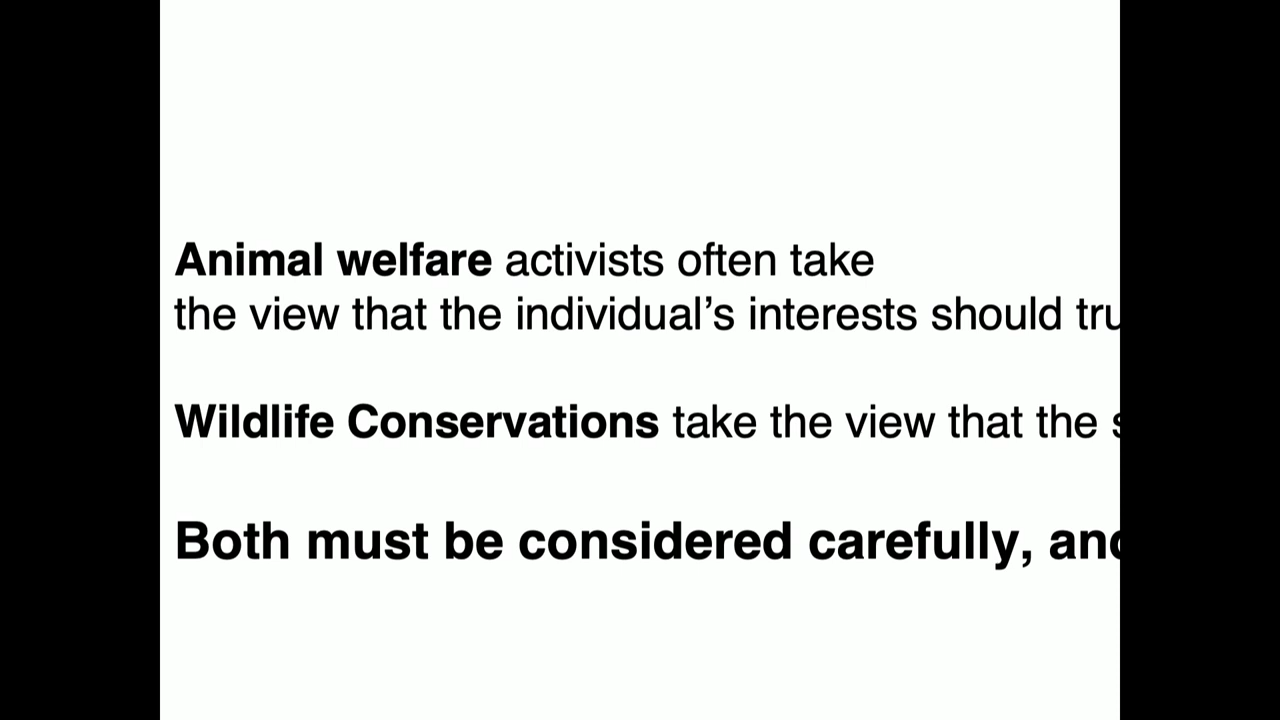 Animal welfare activists often take
the view that the individual’s interests should
Wildlife Conservations take the view that the
Both must be considered carefully,